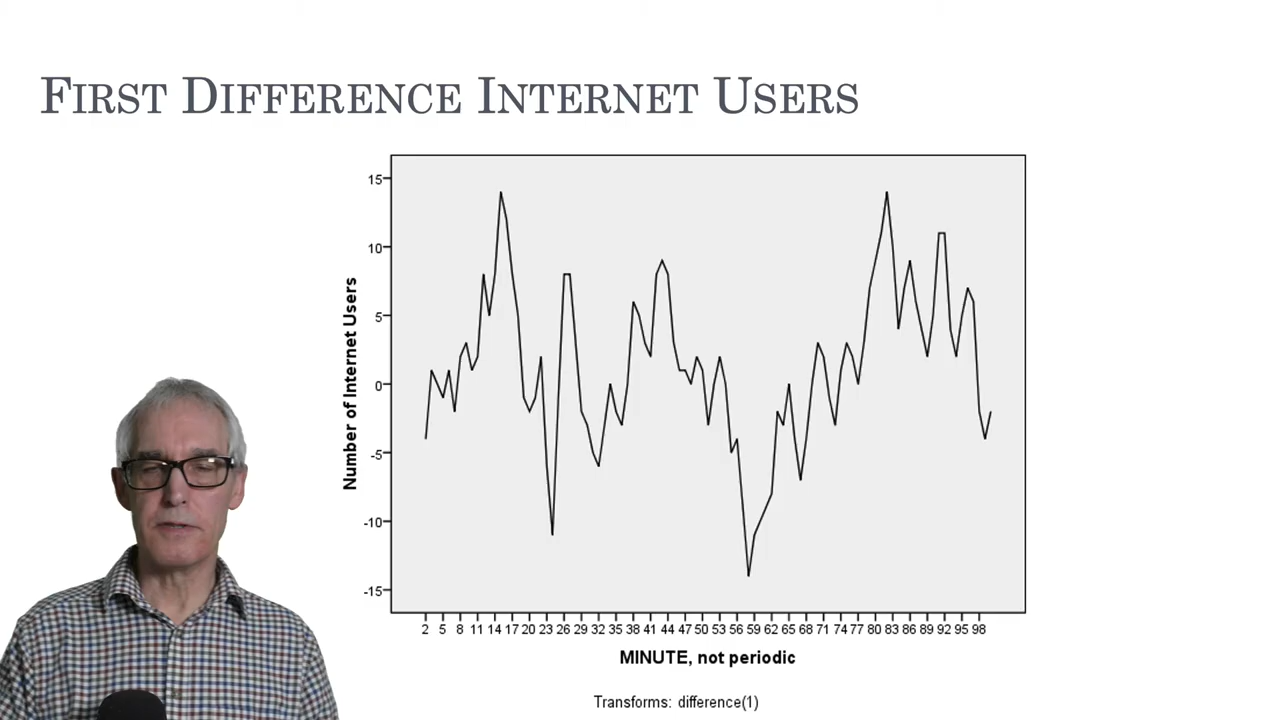 FIRST DIFFERENCE INTERNET USERS
15
10
5
0
-5
-10
-15
Number of Internet Users
2 5 8 11 14 17 20 23 26 29 32 35 38 41 44 47 50 53 56 59 62 65 68 71 74 77 80 83 86 89 92 95 98
MINUTE, not periodic
Transforms: difference(1)